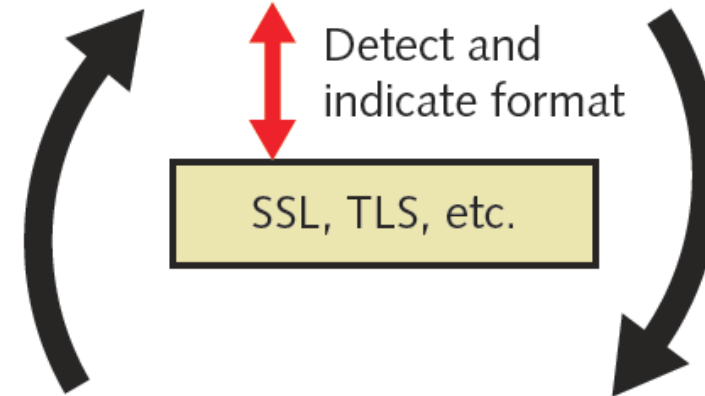 Detect and
indicate format
SSL, TLS, etc.